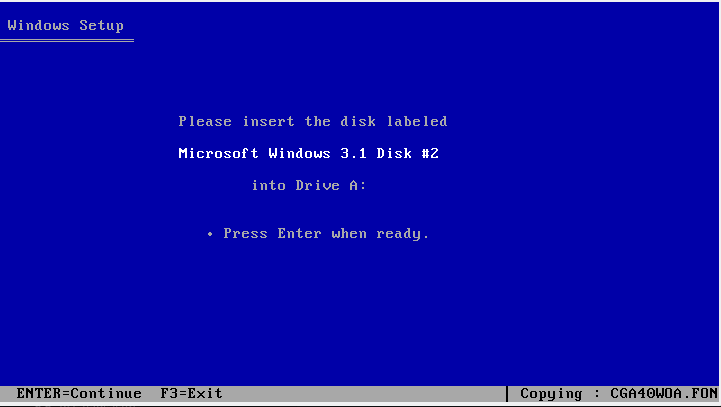 Windows Setup
Please insert the disk labeled
Microsoft Windows 3.1 Disk #2
into Drive A:
• Press Enter when ready.
ENTER=Continue F3=Exit | Copying : CGA40WOA.FON